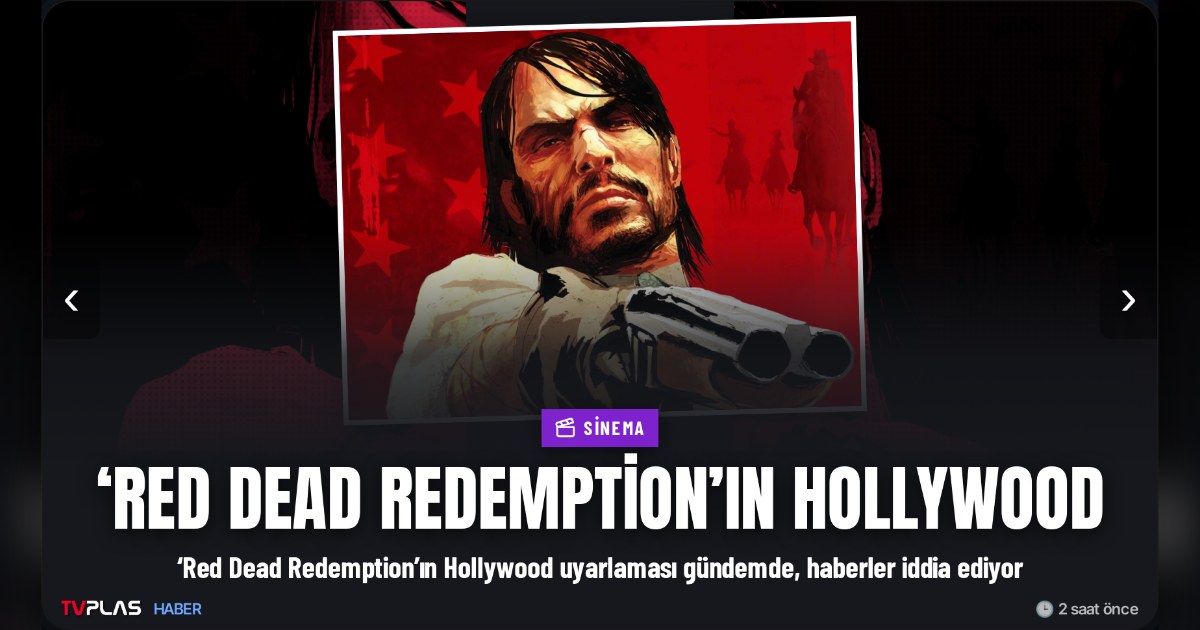 SİNEMA
‘RED DEAD REDEMPTİON’IN HOLLYWOOD
‘Red Dead Redemption’ın Hollywood uyarlaması gündemde, haberler iddia ediyor
TVPLAS HABER
2 saat önce